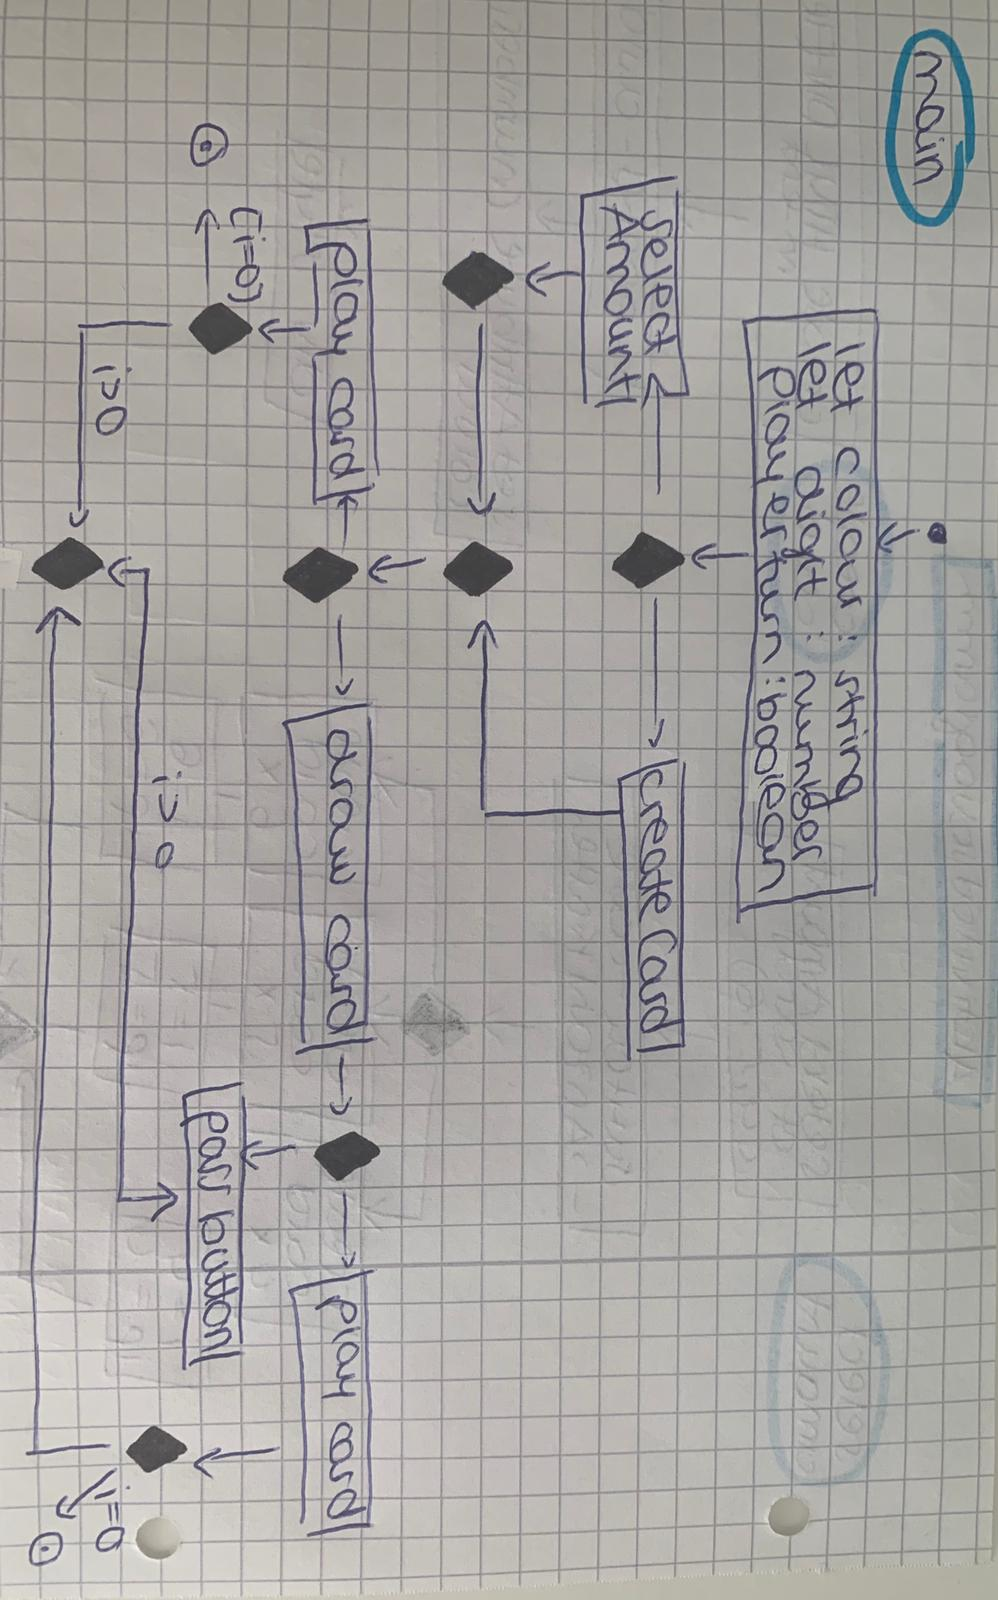 main
let colour : string
let digit : number
playerturn : boolean
Select
Amount
create Card
play card
draw card
play card
(i=0)
i>0
pass button
i>0
i=0